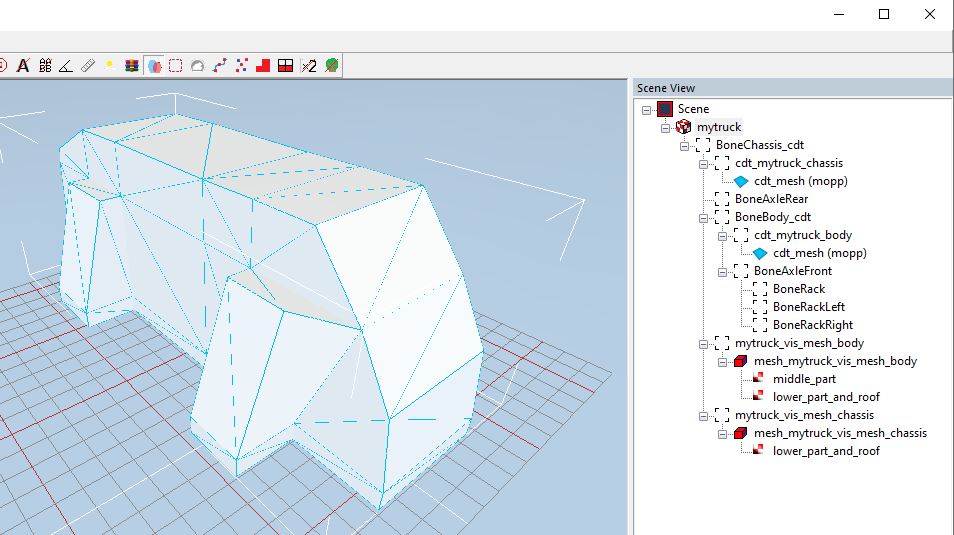 A
x2
Scene View
Scene
mytruck
BoneChassis_cdt
cdt_mytruck_chassis
cdt_mesh (mopp)
BoneAxleRear
BoneBody_cdt
cdt_mytruck_body
cdt_mesh (mopp)
BoneAxleFront
BoneRack
BoneRackLeft
BoneRackRight
mytruck_vis_mesh_body
mesh_mytruck_vis_mesh_body
middle_part
lower_part_and_roof
mytruck_vis_mesh_chassis
mesh_mytruck_vis_mesh_chassis
lower_part_and_roof